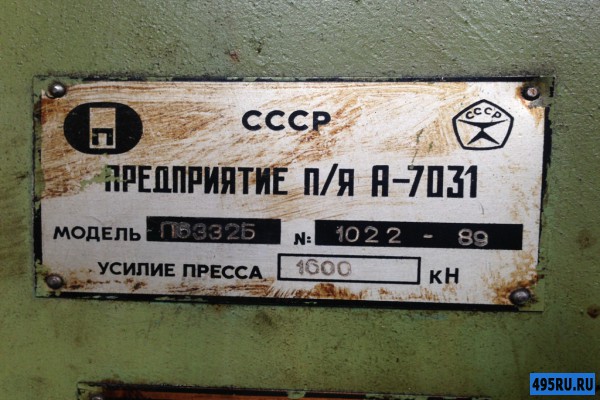 СССР
СССР
ПРЕДПРИЯТИЕ П/Я А-7031
МОДЕЛЬ П6332Б №: 1022 - 89
УСИЛИЕ ПРЕССА 1600 кН
495RU.RU